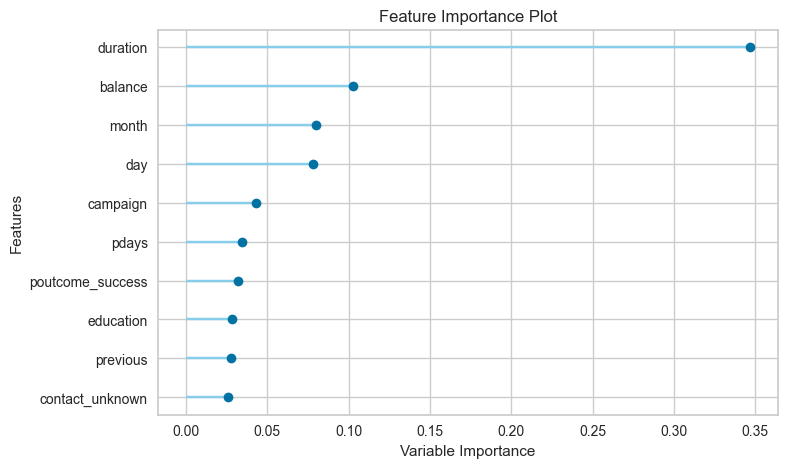 Feature Importance Plot
Features
duration
balance
month
day
campaign
pdays
poutcome_success
education
previous
contact_unknown
0.00 0.05 0.10 0.15 0.20 0.25 0.30 0.35
Variable Importance